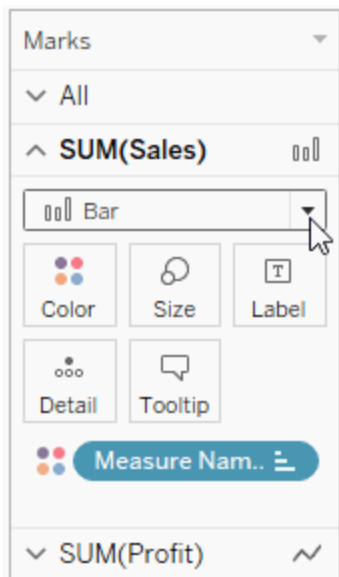 Marks
All
SUM(Sales)
Bar
Color Size Label
Detail Tooltip
Measure Nam..
SUM(Profit)